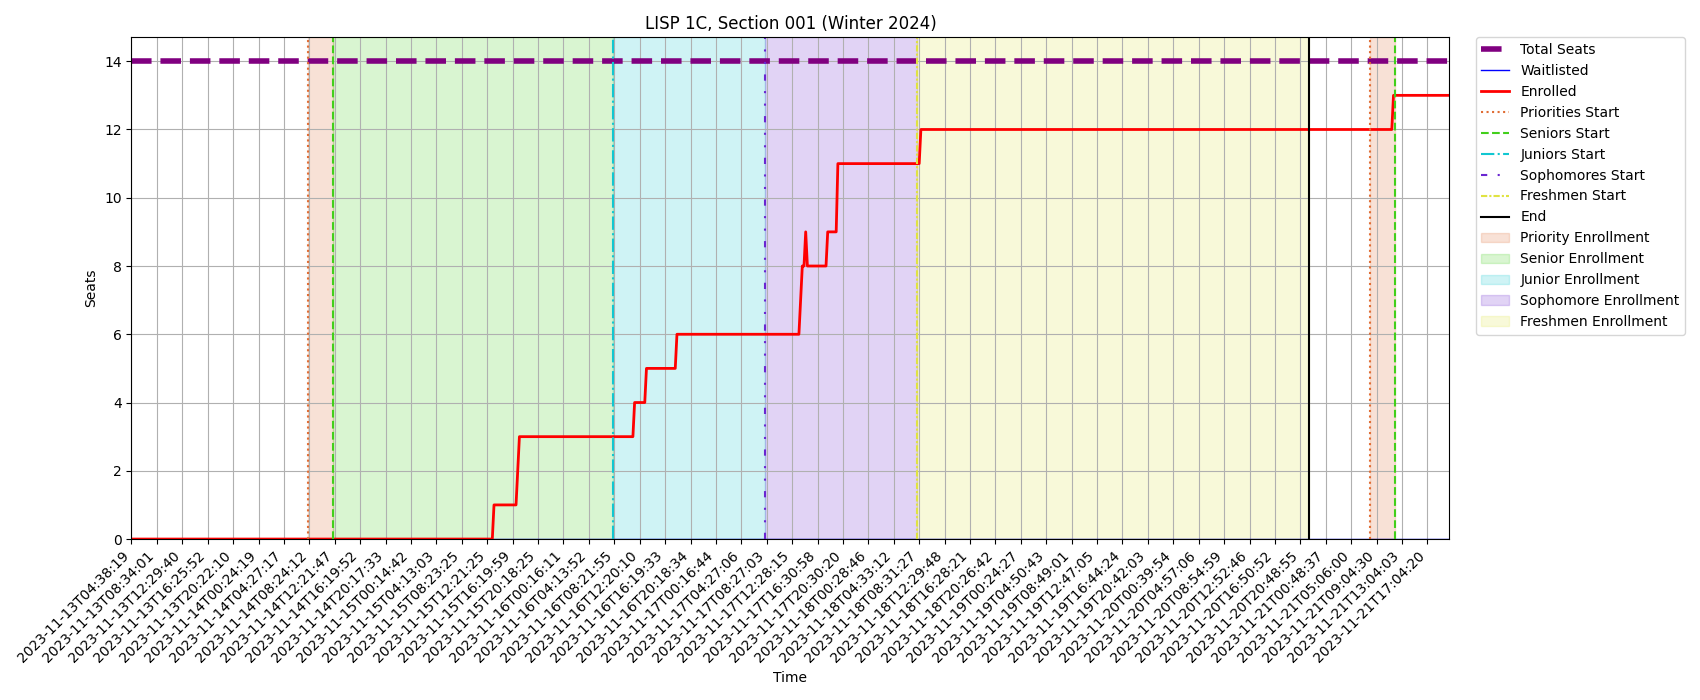 LISP 1C, Section 001 (Winter 2024)
14
12
10
8
6
4
2
0
Seats
2023-11-13T04:38:19
2023-11-13T08:34:01
2023-11-13T12:29:40
2023-11-13T16:25:52
2023-11-13T20:22:10
2023-11-14T00:24:19
2023-11-14T04:27:17
2023-11-14T08:24:12
2023-11-14T12:21:47
2023-11-14T16:19:52
2023-11-14T20:17:33
2023-11-15T00:14:42
2023-11-15T04:13:03
2023-11-15T08:23:25
2023-11-15T12:21:25
2023-11-15T16:19:59
2023-11-15T20:18:25
2023-11-16T00:16:11
2023-11-16T04:13:52
2023-11-16T08:21:55
2023-11-16T12:20:10
2023-11-16T16:19:33
2023-11-16T20:18:34
2023-11-17T00:16:44
2023-11-17T04:27:06
2023-11-17T08:27:03
2023-11-17T12:28:15
2023-11-17T16:30:58
2023-11-17T20:30:20
2023-11-18T00:28:46
2023-11-18T04:33:12
2023-11-18T08:31:27
2023-11-18T12:29:48
2023-11-18T16:28:21
2023-11-18T20:26:42
2023-11-19T00:24:27
2023-11-19T04:50:43
2023-11-19T08:49:01
2023-11-19T12:47:05
2023-11-19T16:44:24
2023-11-19T20:42:03
2023-11-20T00:39:54
2023-11-20T04:57:06
2023-11-20T08:54:59
2023-11-20T12:52:46
2023-11-20T16:50:52
2023-11-20T20:48:55
2023-11-21T00:48:37
2023-11-21T05:06:00
2023-11-21T09:04:30
2023-11-21T13:04:03
2023-11-21T17:04:20
Time
Total Seats
Waitlisted
Enrolled
Priorities Start
Seniors Start
Juniors Start
Sophomores Start
Freshmen Start
End
Priority Enrollment
Senior Enrollment
Junior Enrollment
Sophomore Enrollment
Freshmen Enrollment